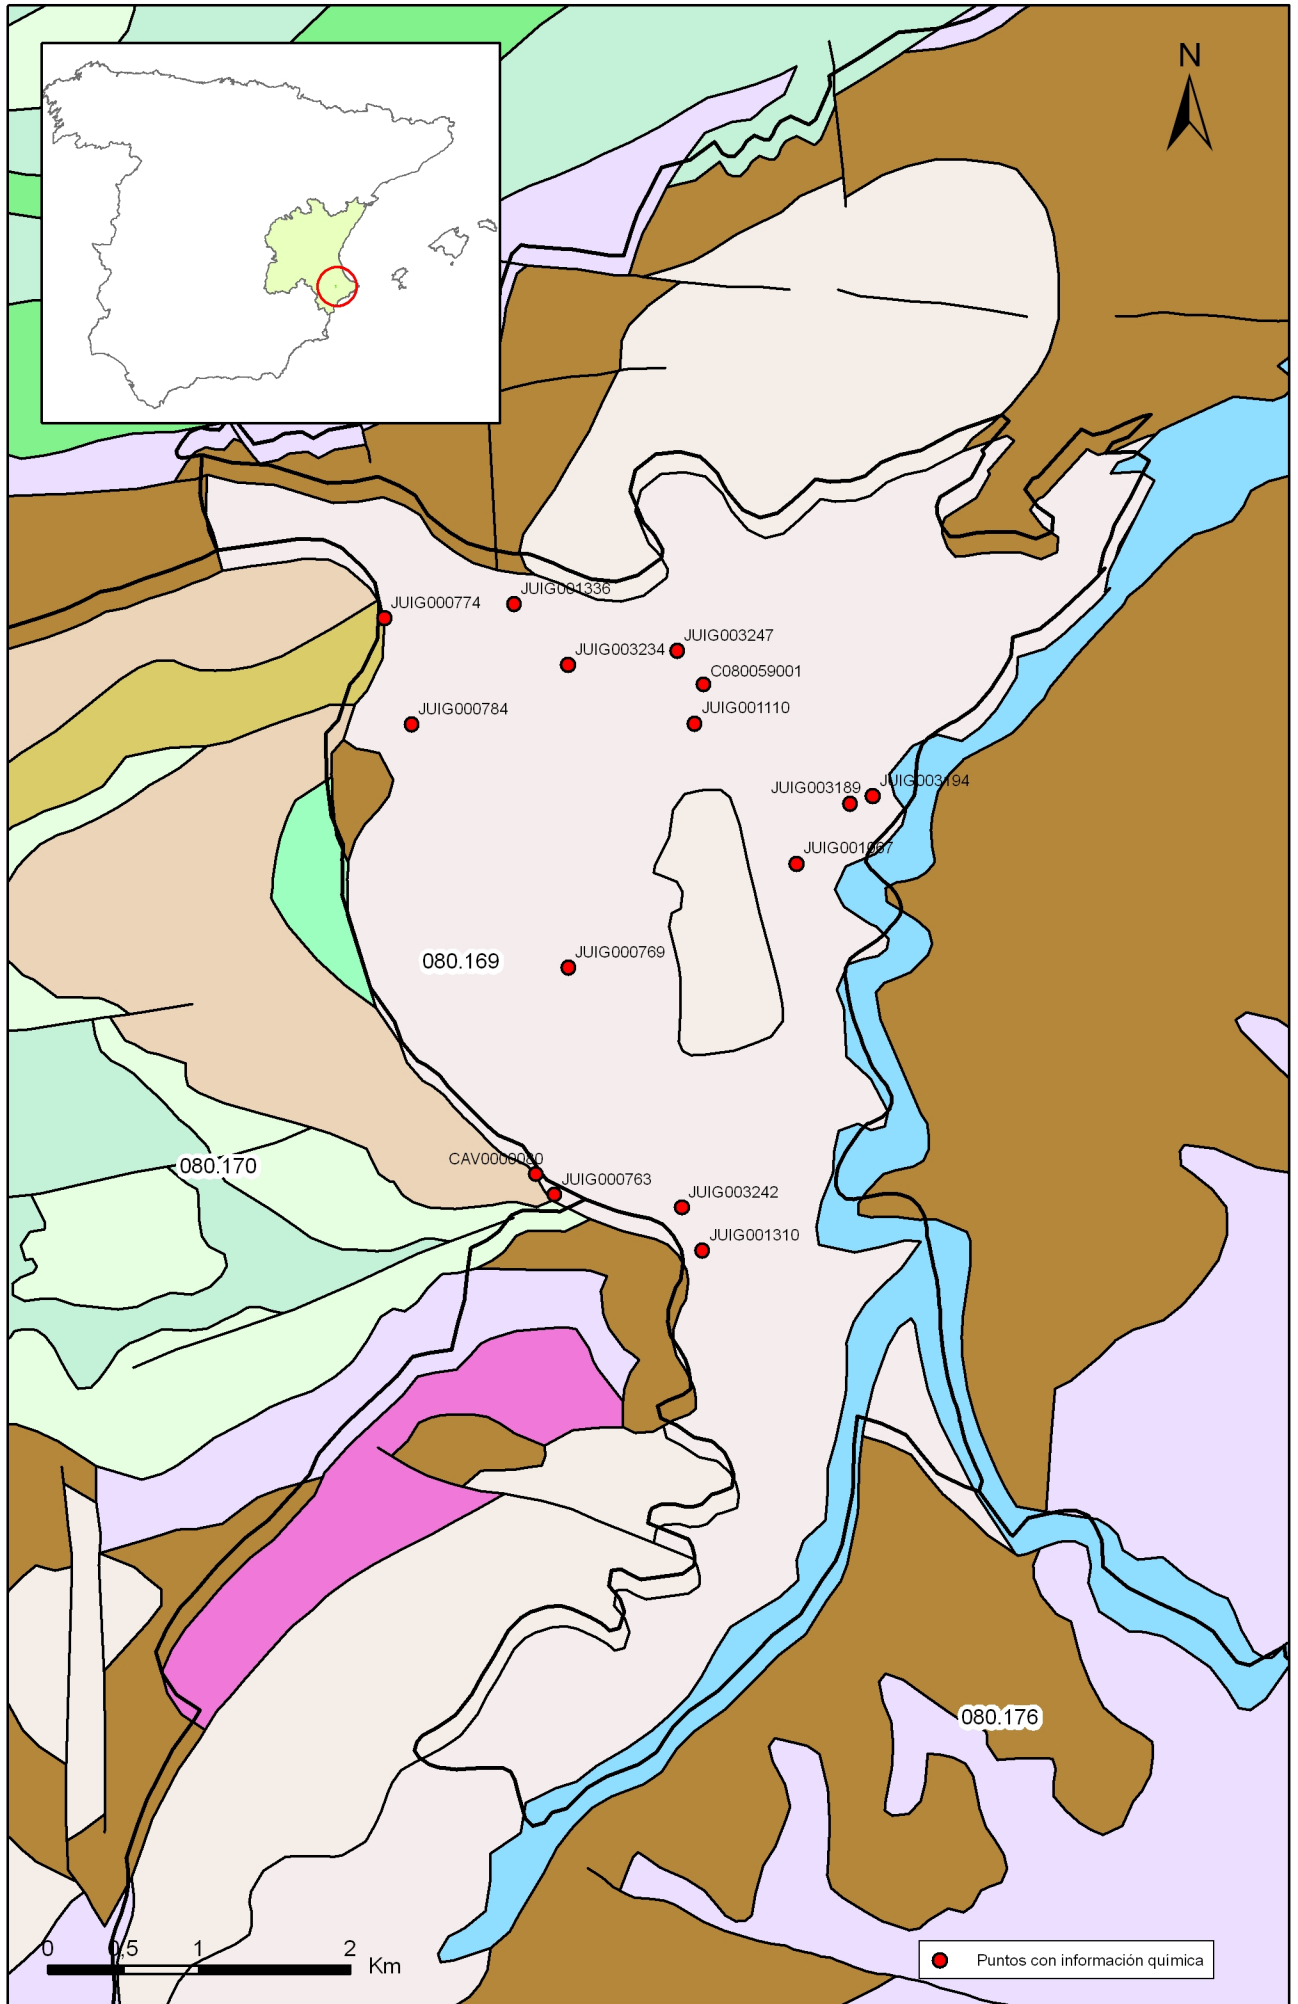 N
JUIG001336
JUIG000774
JUIG003247
JUIG003234
C080059001
JUIG000784
JUIG001110
JUIG003194
JUIG003189
JUIG001067
JUIG000769
080.169
CAV0000080
080.170
JUIG000763
JUIG003242
JUIG001310
080.176
0 0,5 1 2
Km
Puntos con información química